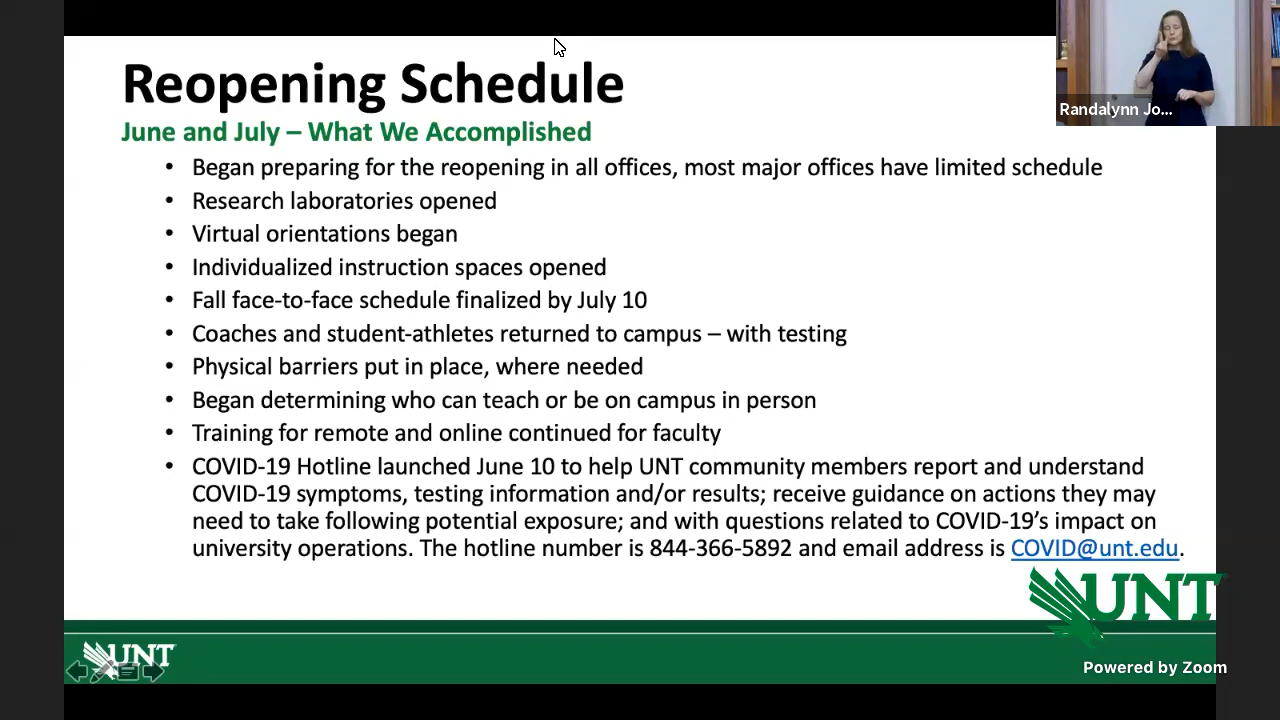 Reopening Schedule
Randalynn Jo...
June and July – What We Accomplished
• Began preparing for the reopening in all offices, most major offices have limited schedule
• Research laboratories opened
• Virtual orientations began
• Individualized instruction spaces opened
• Fall face-to-face schedule finalized by July 10
• Coaches and student-athletes returned to campus – with testing
• Physical barriers put in place, where needed
• Began determining who can teach or be on campus in person
• Training for remote and online continued for faculty
• COVID-19 Hotline launched June 10 to help UNT community members report and understand
COVID-19 symptoms, testing information and/or results; receive guidance on actions they may
need to take following potential exposure; and with questions related to COVID-19’s impact on
university operations. The hotline number is 844-366-5892 and email address is COVID@unt.edu.
UNT
UNT
Powered by Zoom